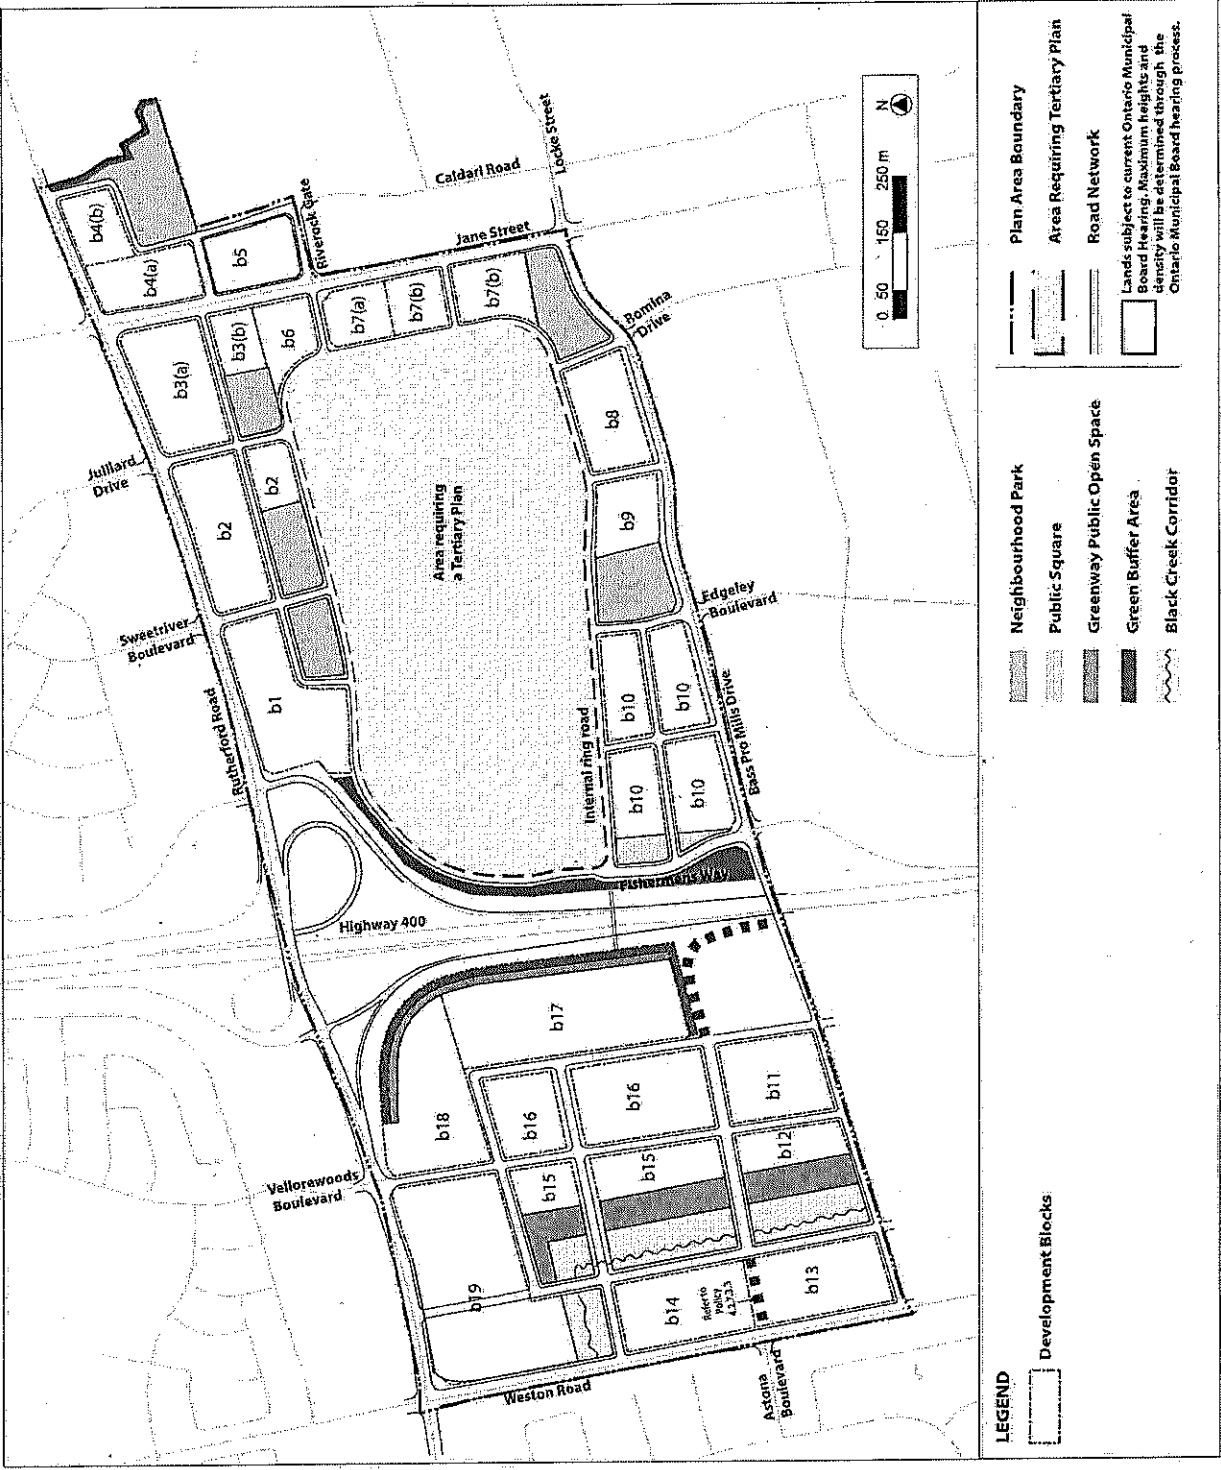 Rutherford Road
Vellorewoods
Boulevard
Sweetriver
Boulevard
Julliard
Drive
Weston Road
Highway 400
Riverock Gate
Caldari Road
Jane Street
Locke Street
Romina
Drive
Edgeley
Boulevard
Bass Pro Mills Drive
Fishermens Way
Internal ring road
Astona
Boulevard
Area requiring
a Tertiary Plan
b19
b18
b17
b16
b16
b15
b15
b14
Refer to
Policy
b13
b12
b11
b1
b2
b2
b3(a)
b3(b)
b4(a)
b4(b)
b5
b6
b7(a)
b7(b)
b7(b)
b8
b9
b10
b10
b10
b10
0 50 150 250 m
N
LEGEND
Development Blocks
Neighbourhood Park
Public Square
Greenway Public Open Space
Green Buffer Area
Black Creek Corridor
Plan Area Boundary
Area Requiring Tertiary Plan
Road Network
Lands subject to current Ontario Municipal
Board Hearing. Maximum heights and
density will be determined through the
Ontario Municipal Board hearing process.